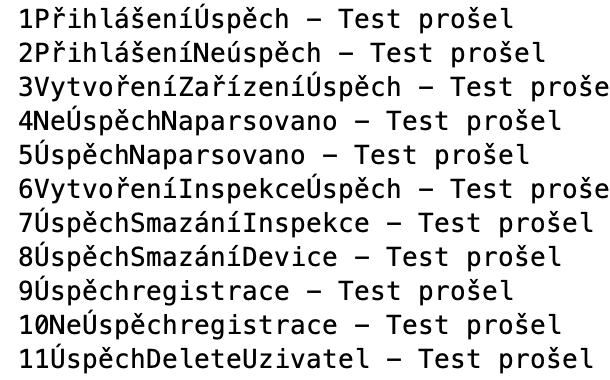 1PřihlášeníÚspěch – Test prošel
2PřihlášeníNeúspěch – Test prošel
3VytvořeníZařízeníÚspěch – Test proše
4NeÚspěchNaparsovano – Test prošel
5ÚspěchNaparsovano – Test prošel
6VytvořeníInspekceÚspěch – Test proše
7ÚspěchSmazáníInspekce – Test prošel
8ÚspěchSmazáníDevice – Test prošel
9Úspěchregistrace – Test prošel
10NeÚspěchregistrace – Test prošel
11ÚspěchDeleteUzivatel – Test prošel